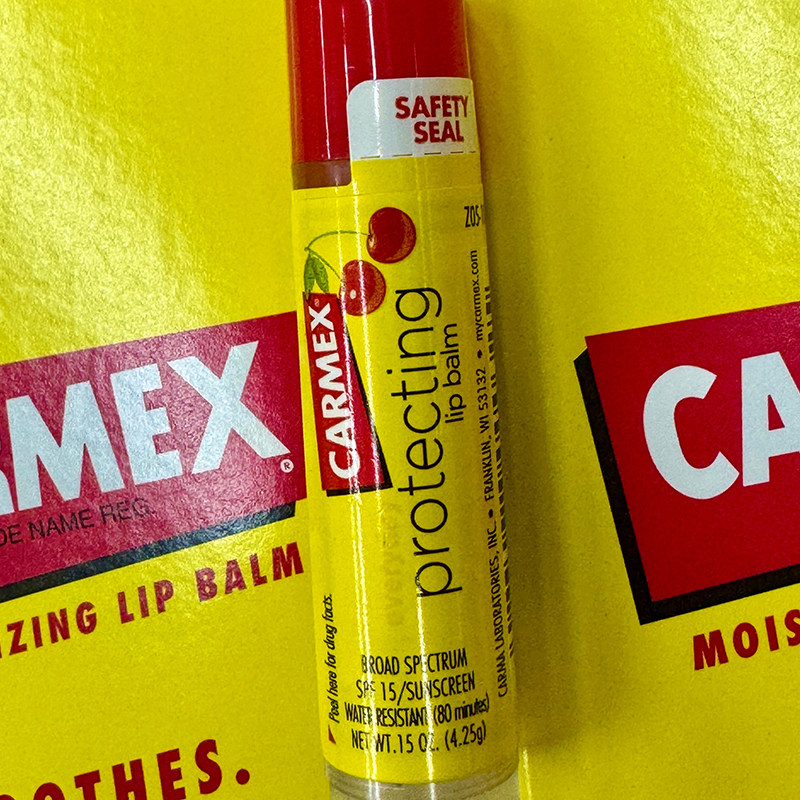 SAFETY
SEAL
CARMEX
protecting
lip balm
everyday
Peel here for drug facts.
CARMA LABORATORIES, INC. • FRANKLIN, WI 53132 • mycarmex.com
BROAD SPECTRUM
SPF 15/SUNSCREEN
WATER RESISTANT (80 minutes)
NET WT .15 OZ. (4.25g)
RMEX®
DE NAME REG.
IZING LIP BALM
OTHES.
CA
MOIS